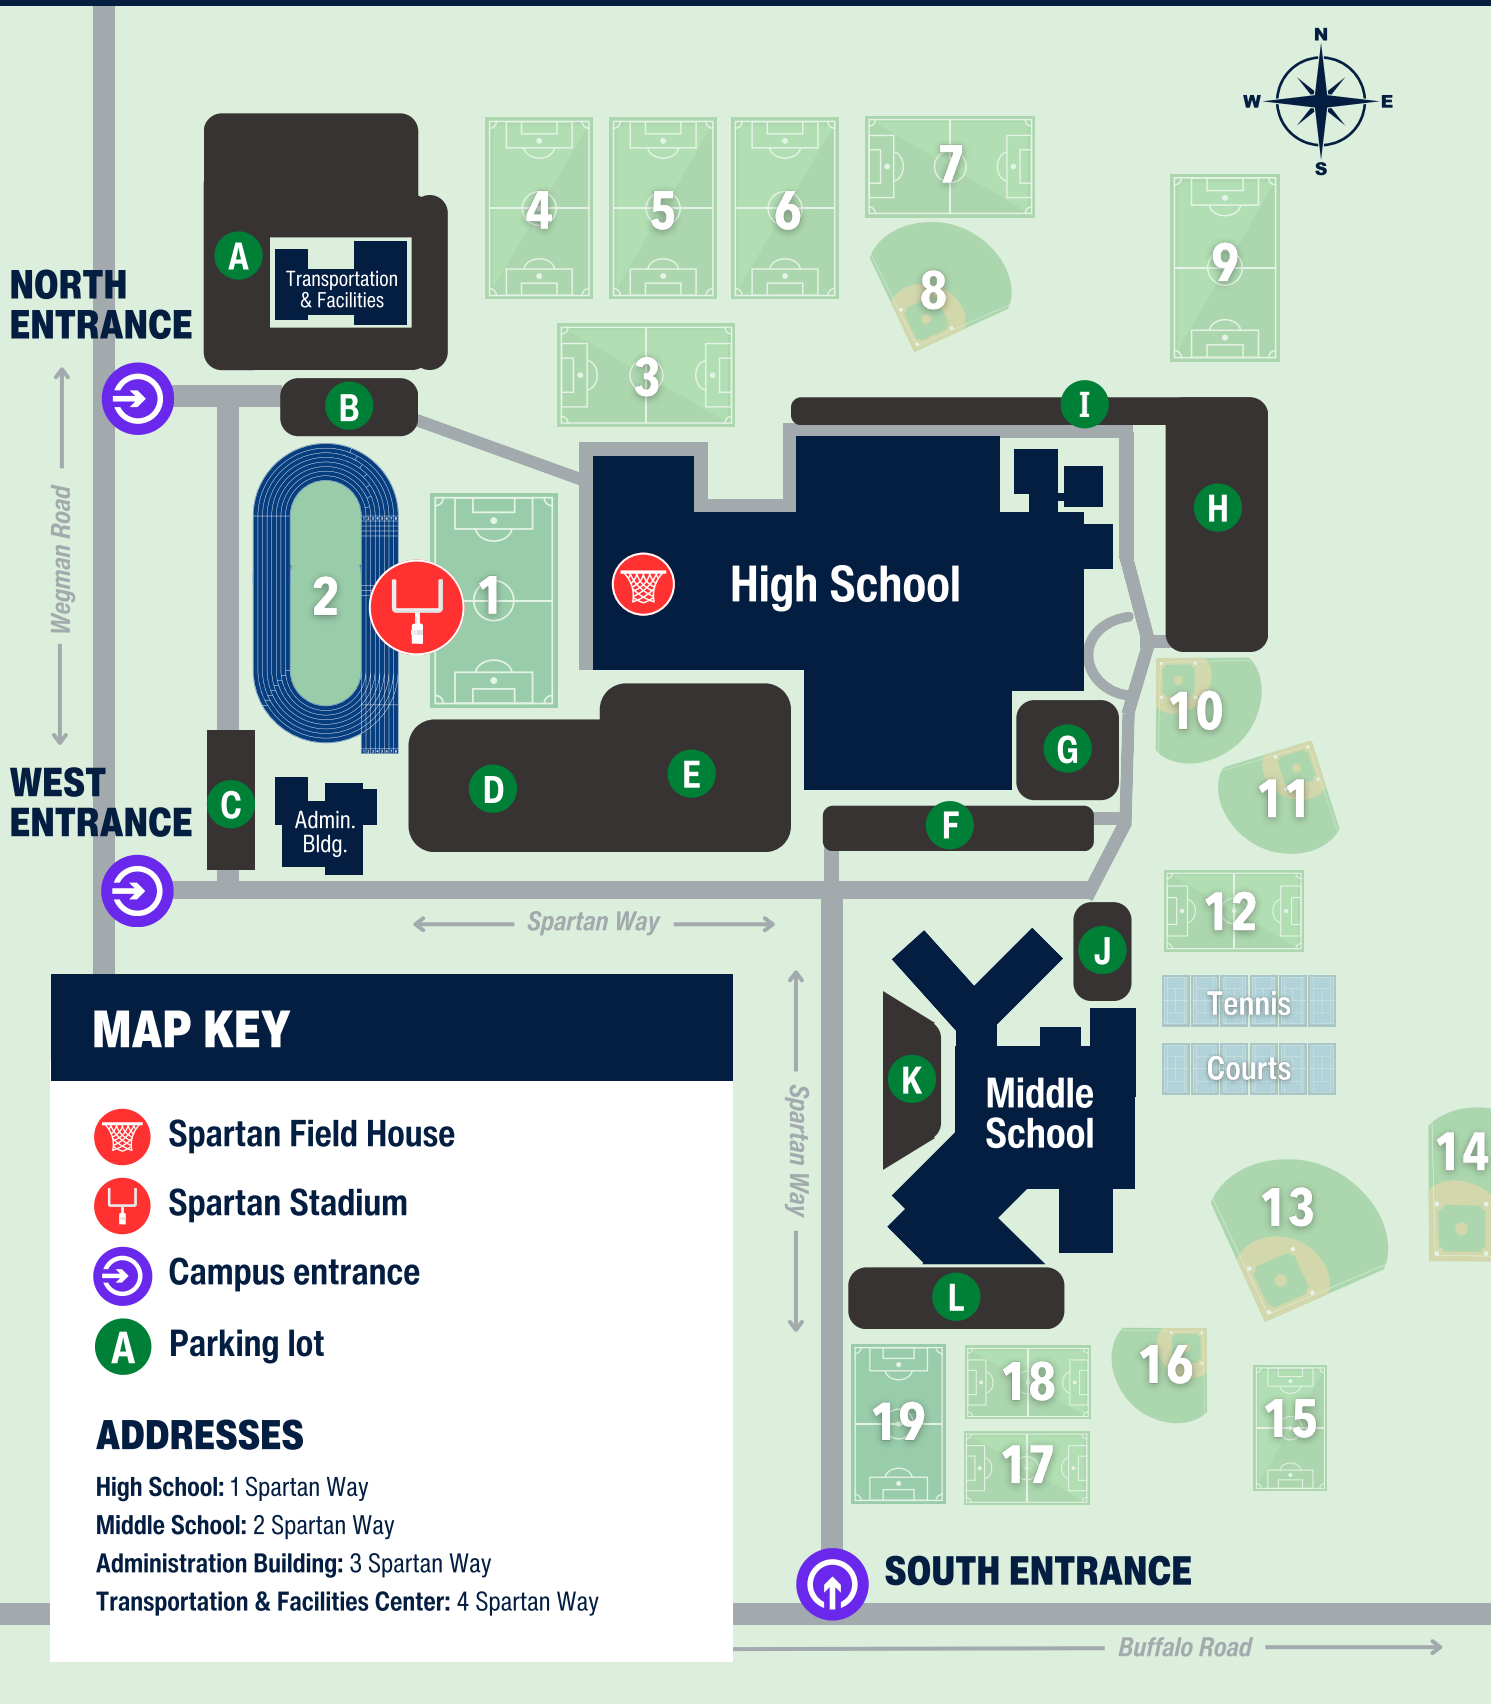 N
W
E
S
4
5
6
7
9
A
Transportation
& Facilities
8
NORTH
ENTRANCE
3
B
I
H
Wegman Road
2
1
High School
10
G
WEST
ENTRANCE
C
Admin.
Bldg.
D
E
F
11
12
Spartan Way
J
Tennis
Courts
K
Middle
School
Spartan Way
14
13
L
18
16
19
15
17
MAP KEY
Spartan Field House
Spartan Stadium
Campus entrance
A
Parking lot
ADDRESSES
High School: 1 Spartan Way
Middle School: 2 Spartan Way
Administration Building: 3 Spartan Way
Transportation & Facilities Center: 4 Spartan Way
SOUTH ENTRANCE
Buffalo Road